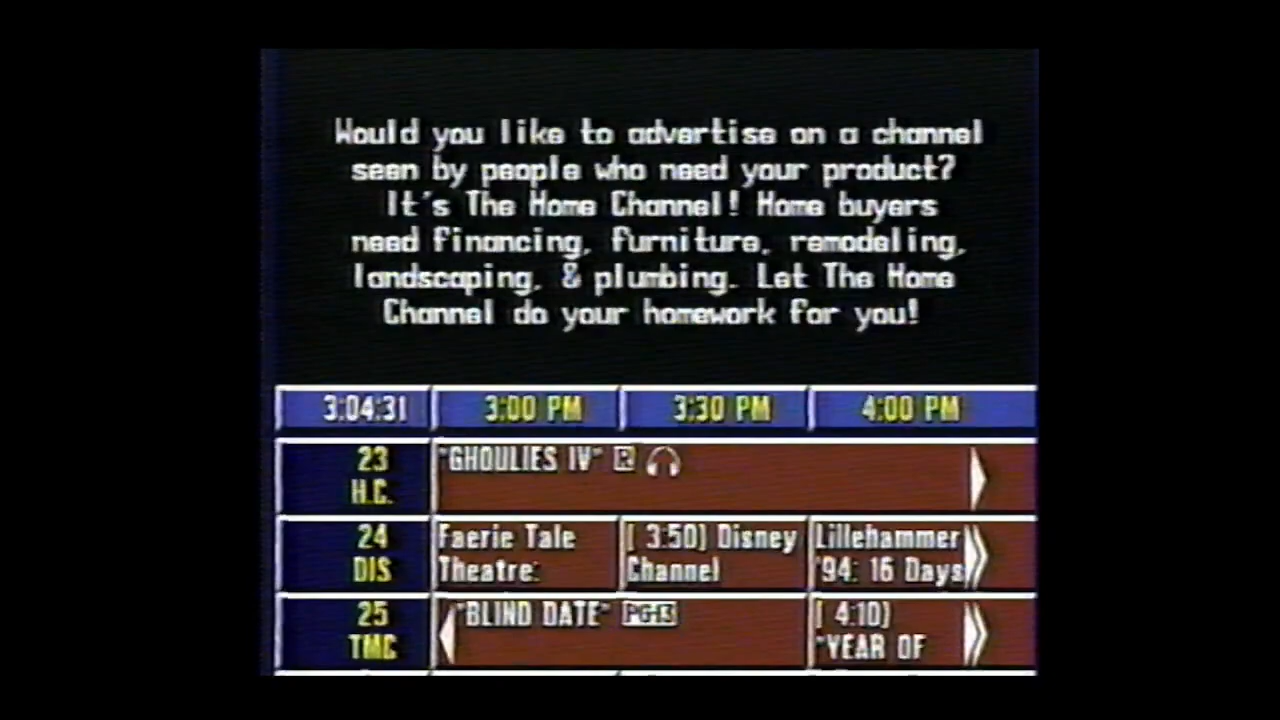 Would you like to advertise on a channel
seen by people who need your product?
It's The Home Channel! Home buyers
need financing, furniture, remodeling,
landscaping, & plumbing. Let The Home
Channel do your homework for you!
3:04:31 3:00 PM 3:30 PM 4:00 PM
23 "GHOULIES IV" R
H.C.
24 Faerie Tale [ 3:50] Disney Lillehammer
DIS Theatre: Channel '94: 16 Days
25 "BLIND DATE" PG-13 [ 4:10]
TMC "YEAR OF